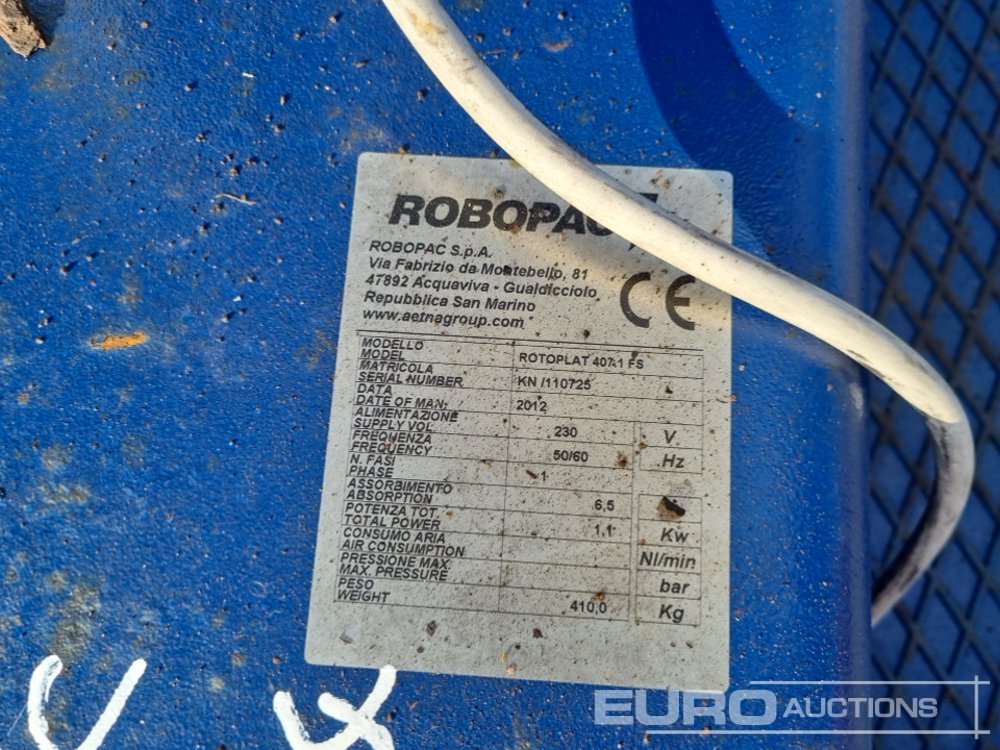 ROBOPAC
ROBOPAC S.p.A.
Via Fabrizio da Montebello, 81
47892 Acquaviva - Gualdicciolo
Repubblica San Marino
www.aetnagroup.com
CE
MODELLO
MODEL ROTOPLAT 407.1 FS
MATRICOLA
SERIAL NUMBER KN /110725
DATA
DATE OF MAN. 2012
ALIMENTAZIONE
SUPPLY VOL. 230 V
FREQUENZA
FREQUENCY 50/60 Hz
N. FASI
PHASE 1
ASSORBIMENTO
ABSORPTION 6,5
POTENZA TOT.
TOTAL POWER 1,1 Kw
CONSUMO ARIA
AIR CONSUMPTION Nl/min
PRESSIONE MAX.
MAX. PRESSURE bar
PESO
WEIGHT 410,0 Kg
EURO AUCTIONS